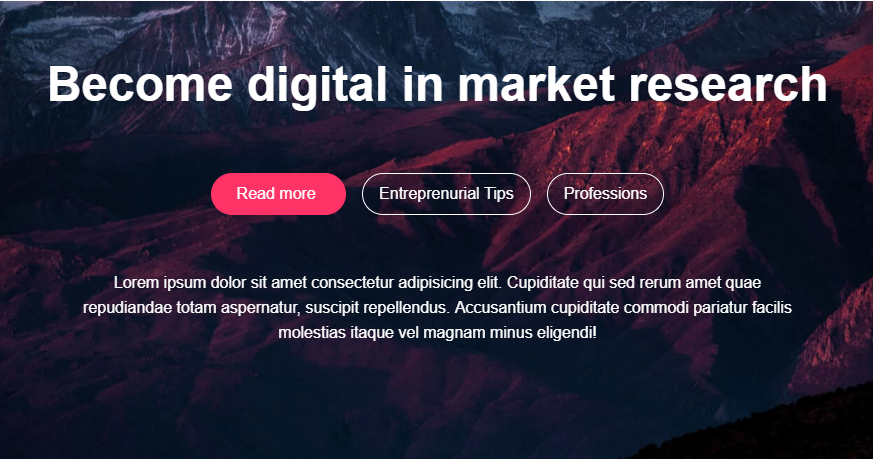 Become digital in market research
Read more
Entreprenurial Tips
Professions
Lorem ipsum dolor sit amet consectetur adipisicing elit. Cupiditate qui sed rerum amet quae
repudiandae totam aspernatur, suscipit repellendus. Accusantium cupiditate commodi pariatur facilis
molestias itaque vel magnam minus eligendi!